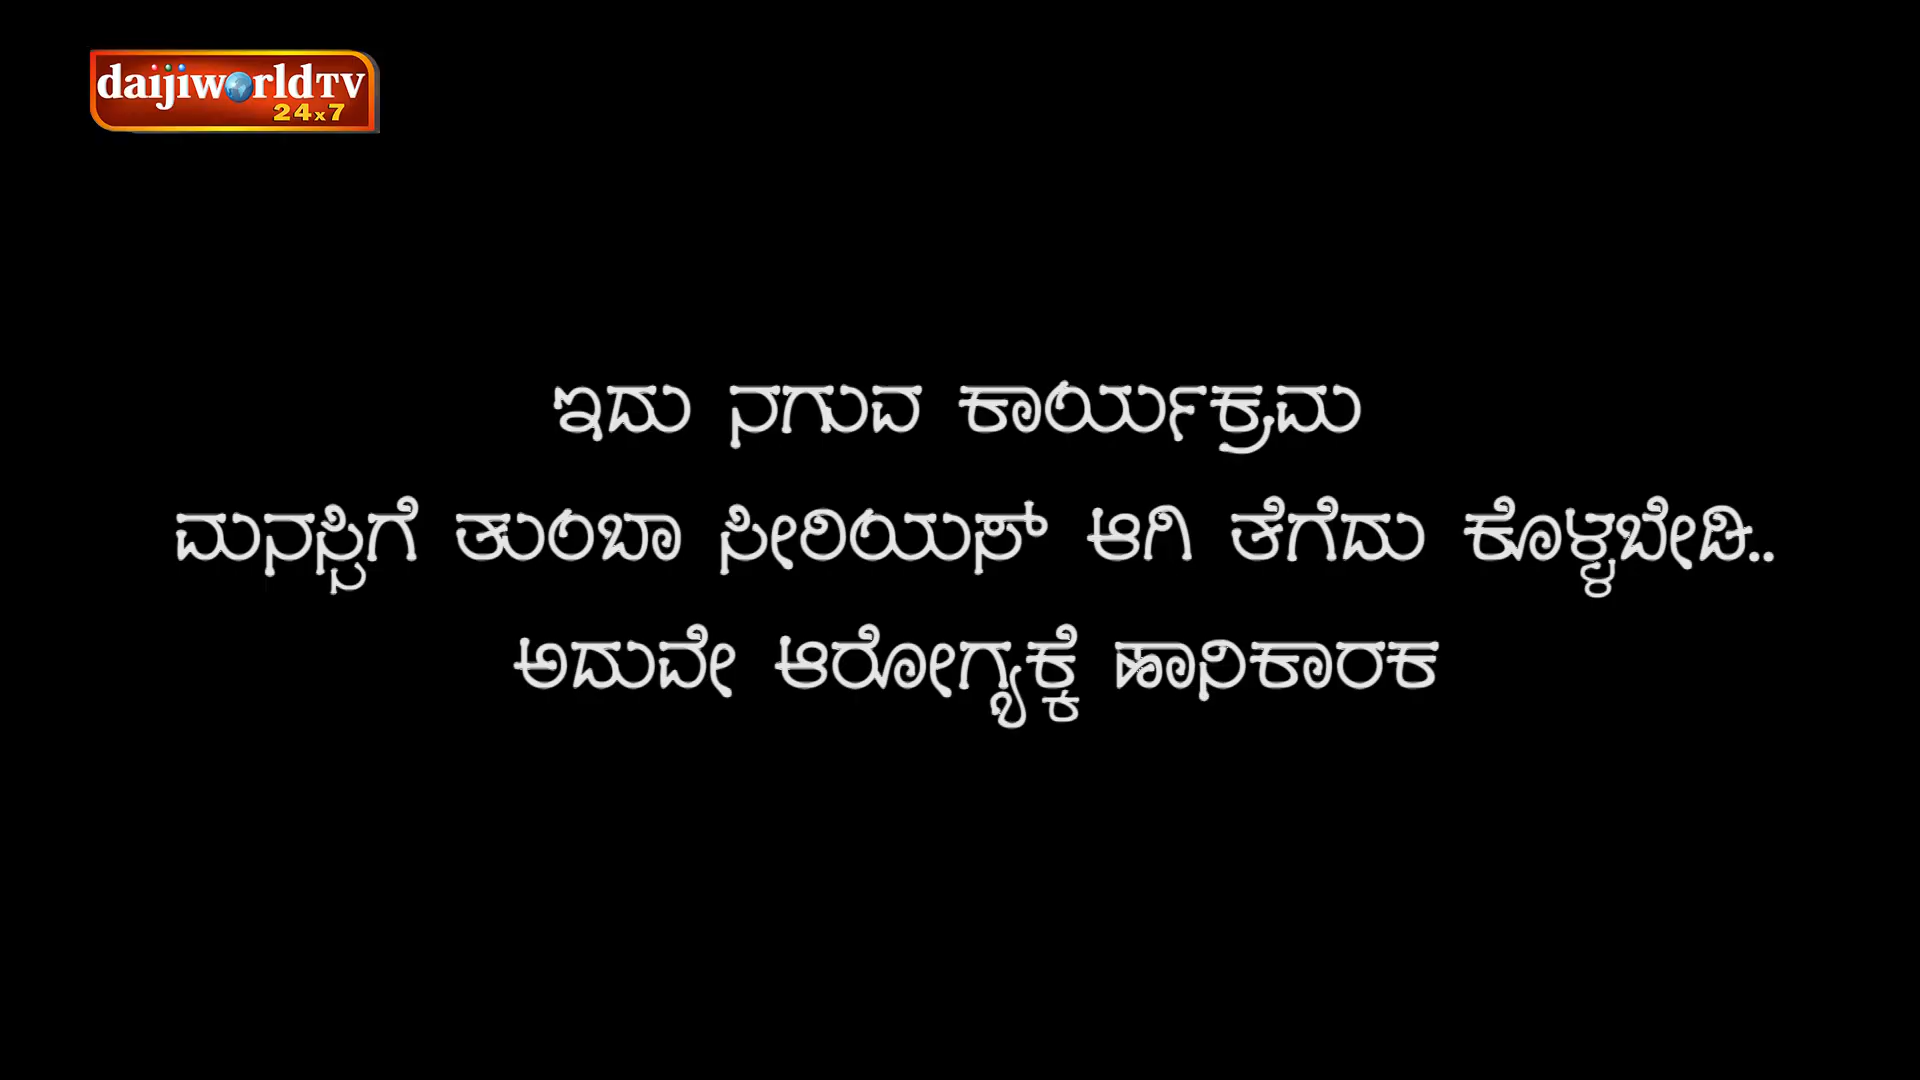 daijiworldTV
24x7
ಇದು ನಗುವ ಕಾರ್ಯಕ್ರಮ
ಮನಸ್ಸಿಗೆ ತುಂಬಾ ಸೀರಿಯಸ್ ಆಗಿ ತೆಗೆದು ಕೊಳ್ಳಬೇಡಿ..
ಅದುವೇ ಆರೋಗ್ಯಕ್ಕೆ ಹಾನಿಕಾರಕ